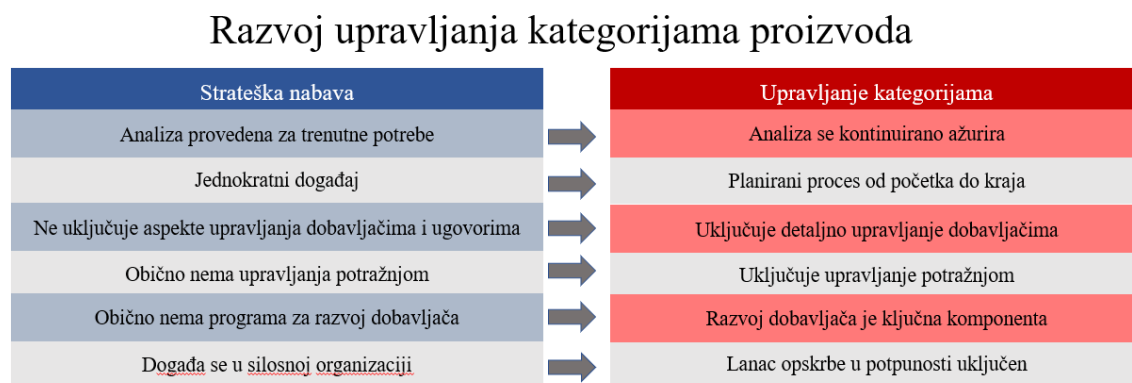 Razvoj upravljanja kategorijama proizvoda
Strateška nabava
Upravljanje kategorijama
Analiza provedena za trenutne potrebe
Analiza se kontinuirano ažurira
Jednokratni događaj
Planirani proces od početka do kraja
Ne uključuje aspekte upravljanja dobavljačima i ugovorima
Uključuje detaljno upravljanje dobavljačima
Obično nema upravljanja potražnjom
Uključuje upravljanje potražnjom
Obično nema programa za razvoj dobavljača
Razvoj dobavljača je ključna komponenta
Događa se u silosnoj organizaciji
Lanac opskrbe u potpunosti uključen